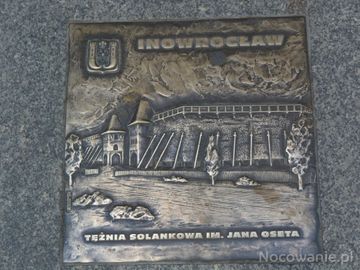 INOWROCŁAW
TĘŻNIA SOLANKOWA IM. JANA OSETA
Nocowanie.pl